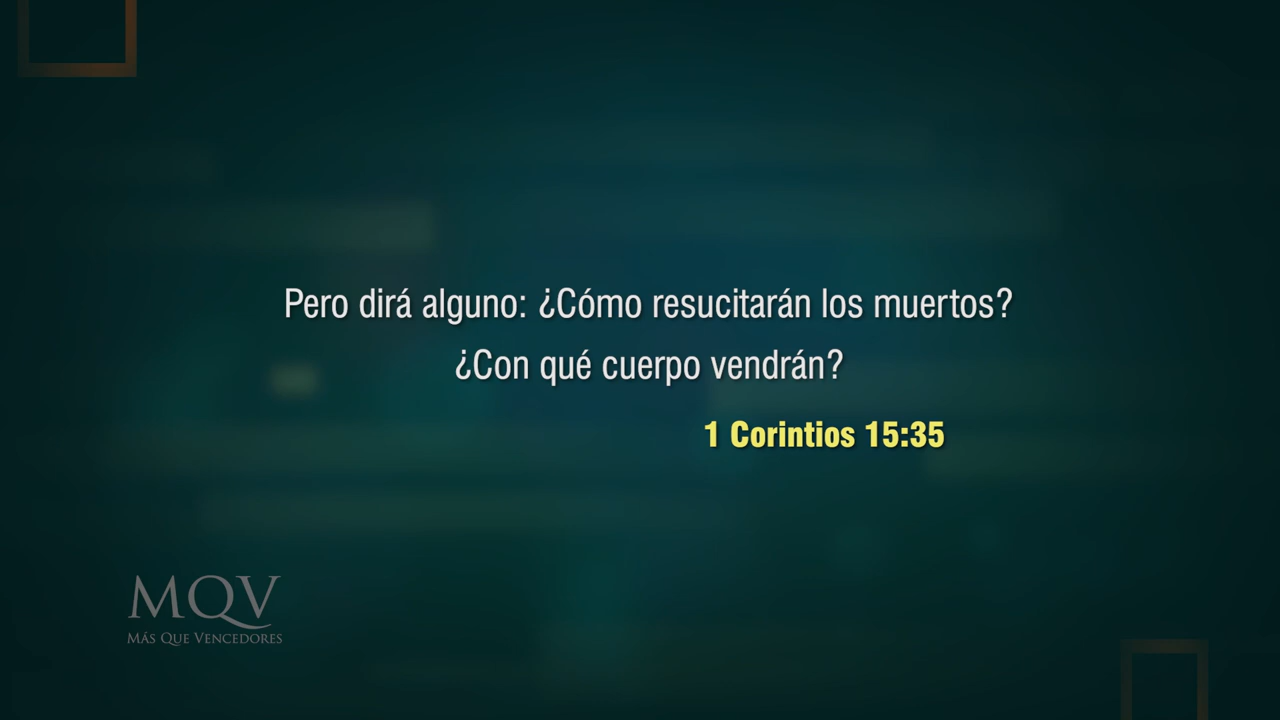 Pero dirá alguno: ¿Cómo resucitarán los muertos?
¿Con qué cuerpo vendrán?
1 Corintios 15:35
MQV
MÁS QUE VENCEDORES